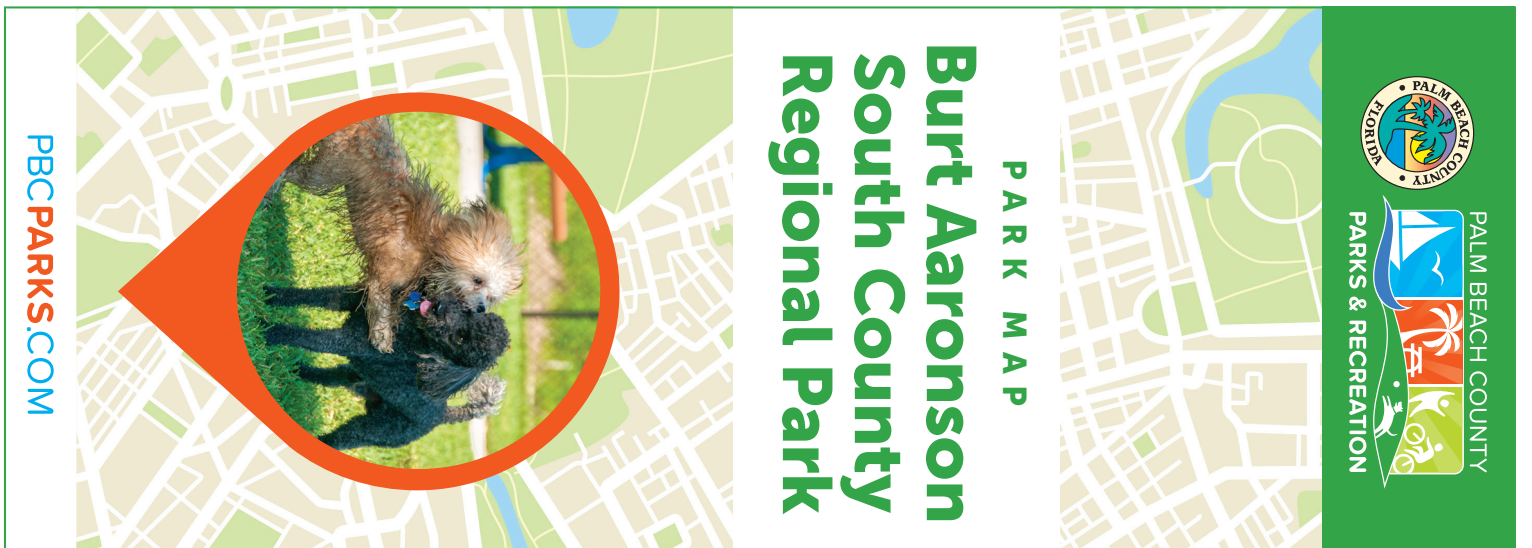 PALM BEACH COUNTY
FLORIDA
PALM BEACH COUNTY
PARKS & RECREATION
PARK MAP
Burt Aaronson
South County
Regional Park
PBCPARKS.COM